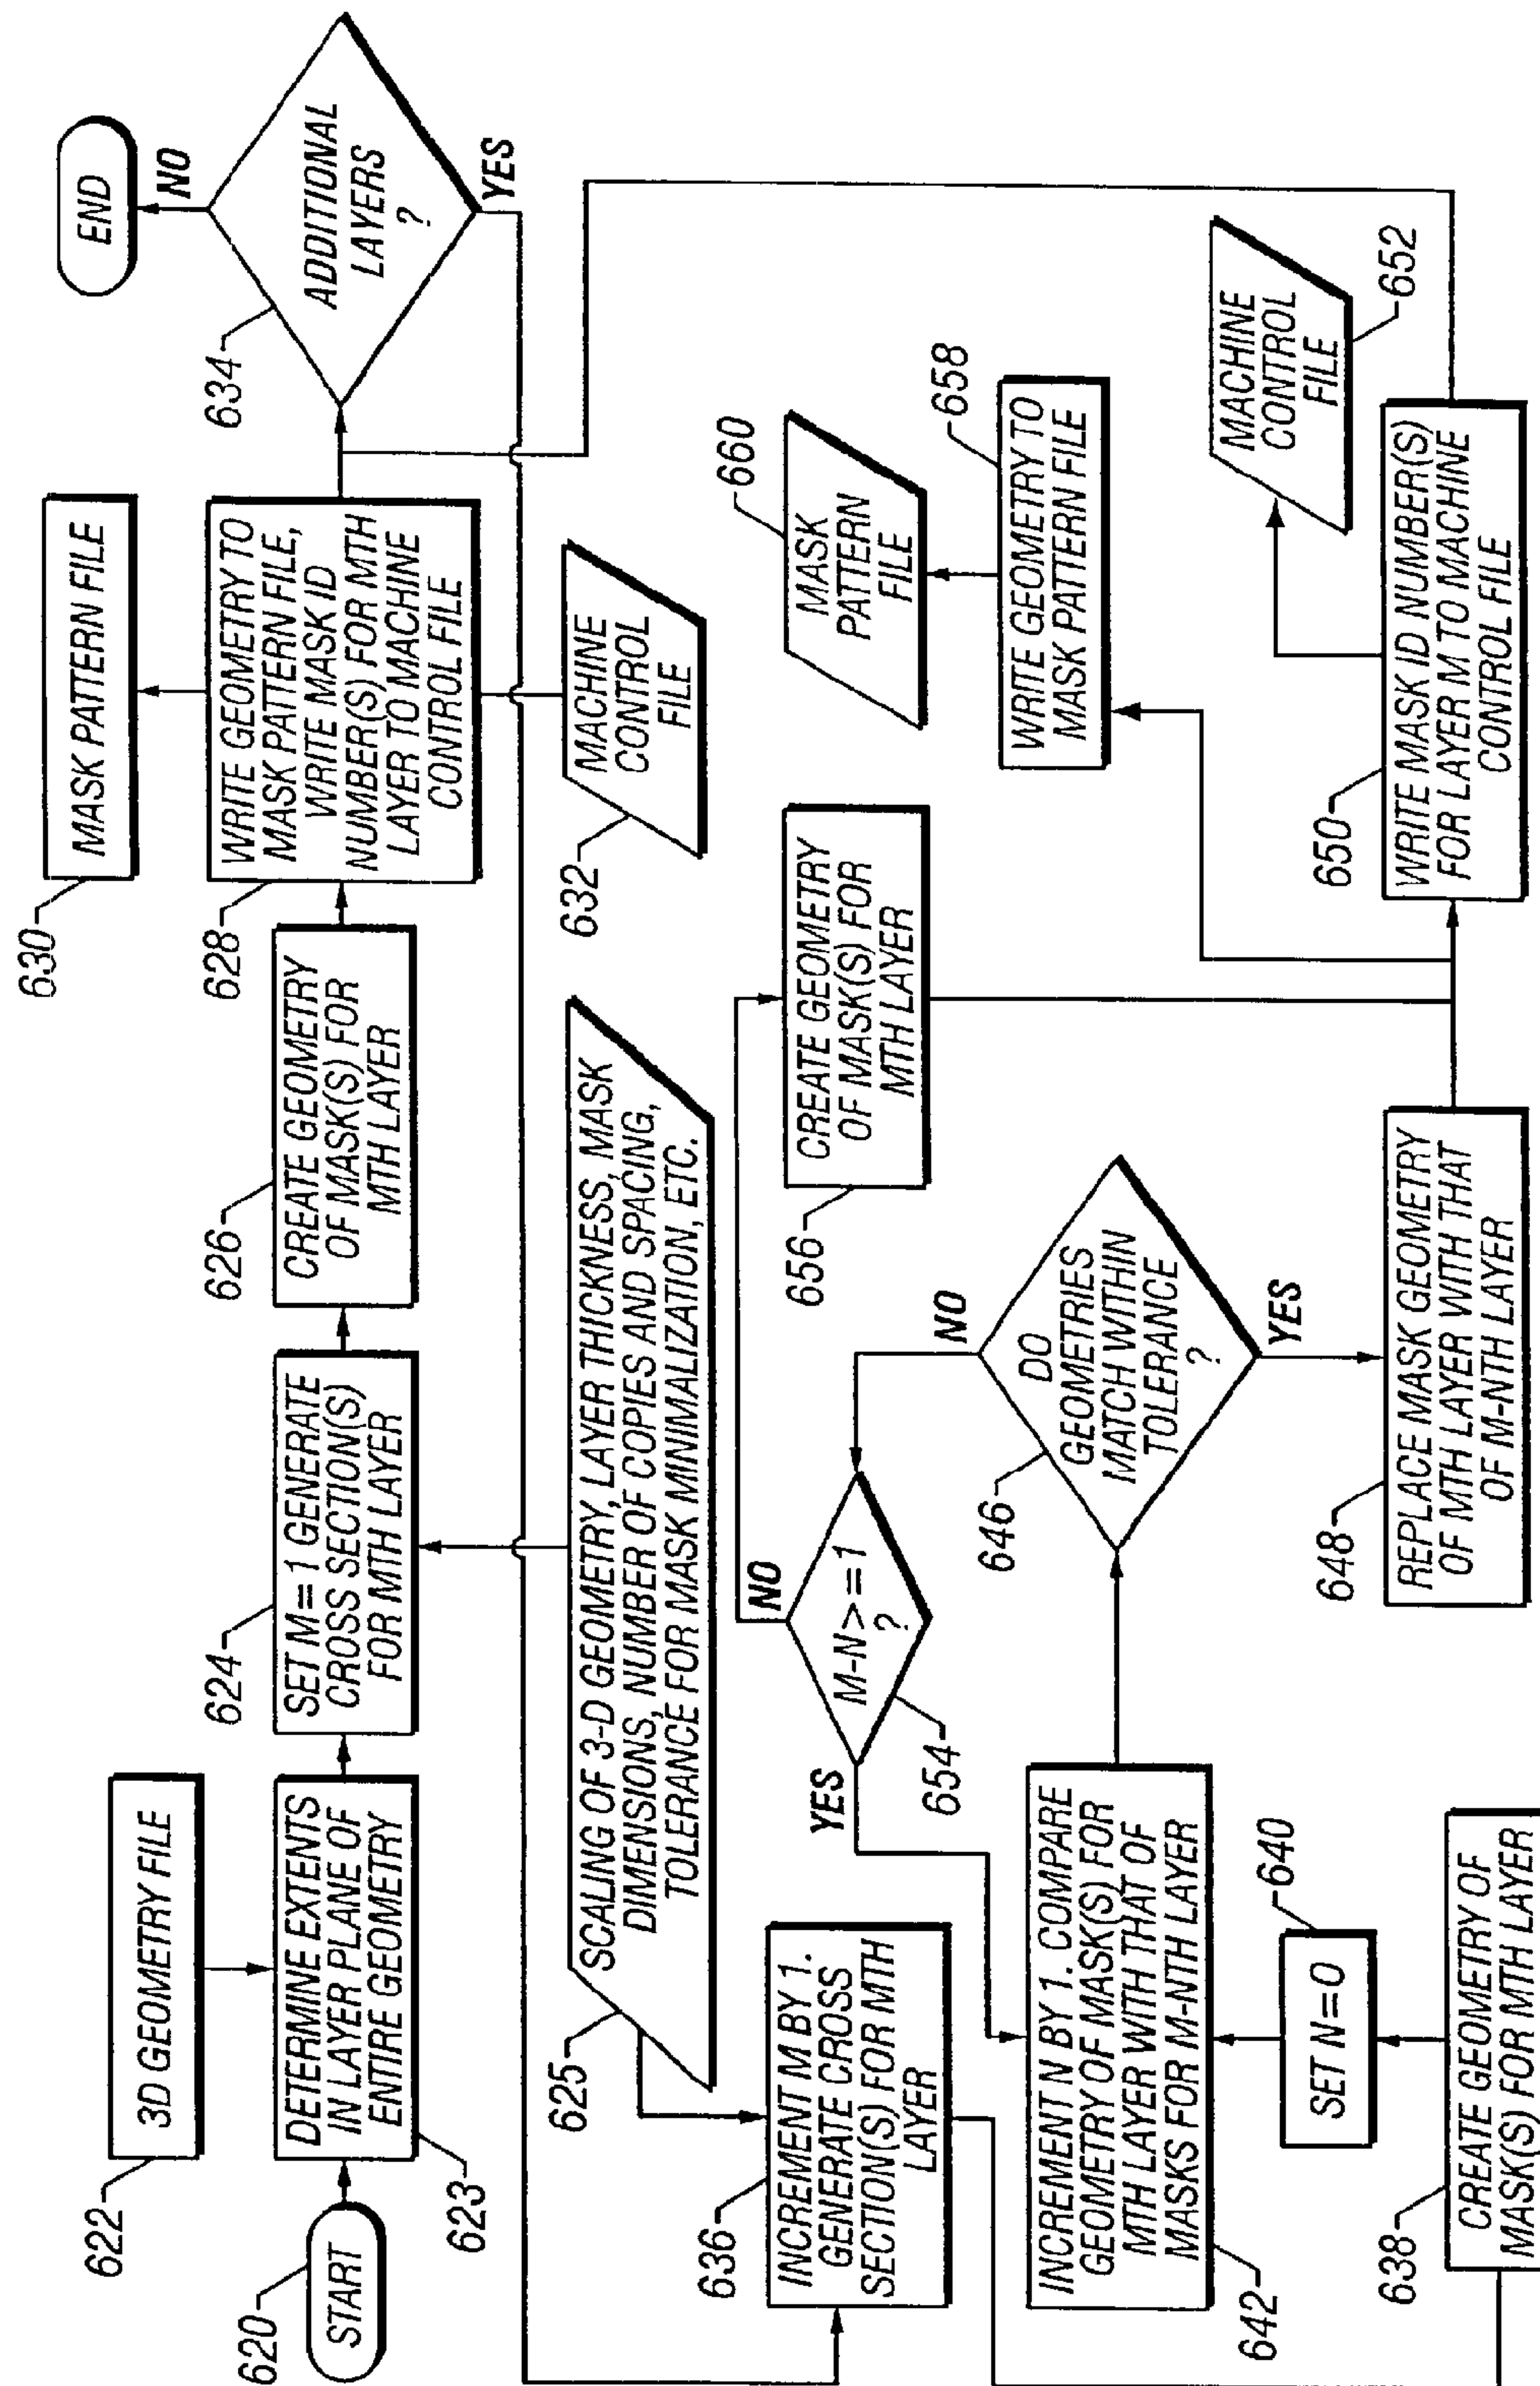 620
START
622
3D GEOMETRY FILE
623
DETERMINE EXTENTS
IN LAYER PLANE OF
ENTIRE GEOMETRY
624
SET M=1 GENERATE
CROSS SECTION(S)
FOR MTH LAYER
626
CREATE GEOMETRY
OF MASK(S) FOR
MTH LAYER
630
MASK PATTERN FILE
628
WRITE GEOMETRY TO
MASK PATTERN FILE,
WRITE MASK ID
NUMBER(S) FOR MTH
LAYER TO MACHINE
CONTROL FILE
632
MACHINE
CONTROL
FILE
634
ADDITIONAL
LAYERS
?
NO
END
YES
625
SCALING OF 3-D GEOMETRY, LAYER THICKNESS, MASK
DIMENSIONS, NUMBER OF COPIES AND SPACING,
TOLERANCE FOR MASK MINIMALIZATION, ETC.
636
INCREMENT M BY 1.
GENERATE CROSS
SECTION(S) FOR MTH
LAYER
YES
M-N>=1
?
NO
654
656
CREATE GEOMETRY
OF MASK(S) FOR
MTH LAYER
660
MASK
PATTERN
FILE
658
WRITE GEOMETRY TO
MASK PATTERN FILE
642
INCREMENT N BY 1. COMPARE
GEOMETRY OF MASK(S) FOR
MTH LAYER WITH THAT OF
MASKS FOR M-NTH LAYER
646
DO
GEOMETRIES
MATCH WITHIN
TOLERANCE
?
NO
YES
640
SET N=0
638
CREATE GEOMETRY OF
MASK(S) FOR MTH LAYER
648
REPLACE MASK GEOMETRY
OF MTH LAYER WITH THAT
OF M-NTH LAYER
650
WRITE MASK ID NUMBER(S)
FOR LAYER M TO MACHINE
CONTROL FILE
MACHINE
CONTROL
FILE
652